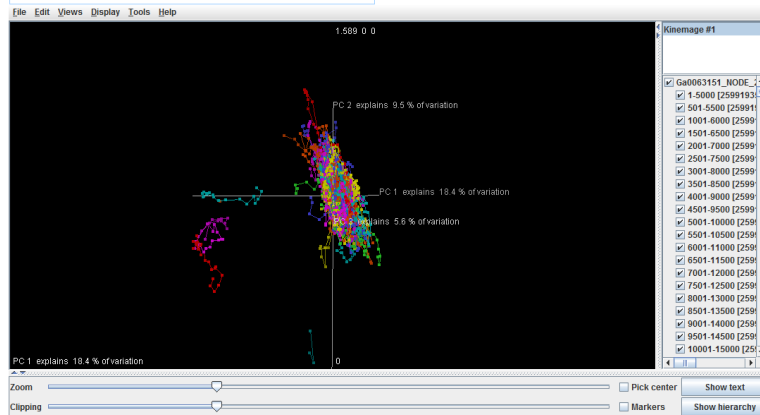 File Edit Views Display Tools Help
1.589 0 0
Kinemage #1
PC 2 explains 9.5 % of variation
PC 1 explains 18.4 % of variation
explains 5.6 % of variation
PC 1 explains 18.4 % of variation
0
Ga0063151_NODE_
1-5000 [2599193
501-5500 [25991
1001-6000 [2599
1501-6500 [2599
2001-7000 [2599
2501-7500 [2599
3001-8000 [2599
3501-8500 [2599
4001-9000 [2599
4501-9500 [2599
5001-10000 [259
5501-10500 [259
6001-11000 [259
6501-11500 [259
7001-12000 [259
7501-12500 [259
8001-13000 [259
8501-13500 [259
9001-14000 [259
9501-14500 [259
10001-15000 [25
Zoom
Pick center
Show text
Clipping
Markers
Show hierarchy